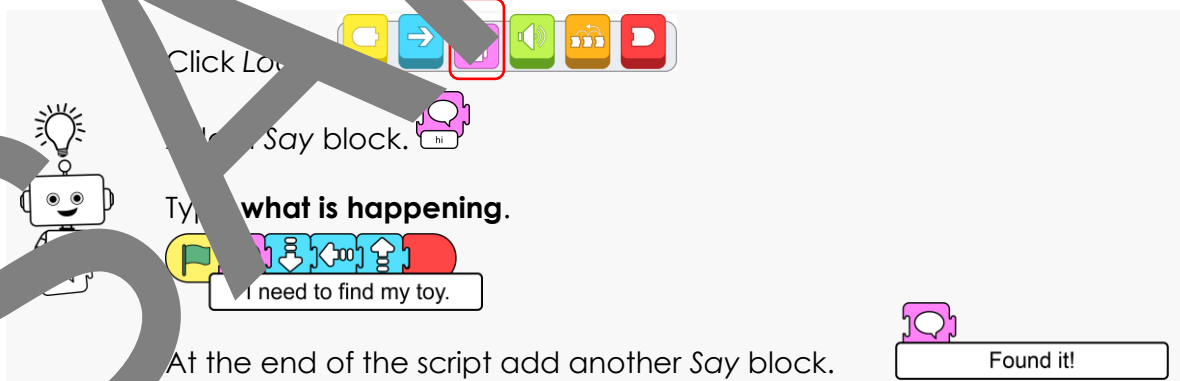 Click
Say block.
hi
what is happening.
I need to find my toy.
At the end of the script add another Say block.
Found it!